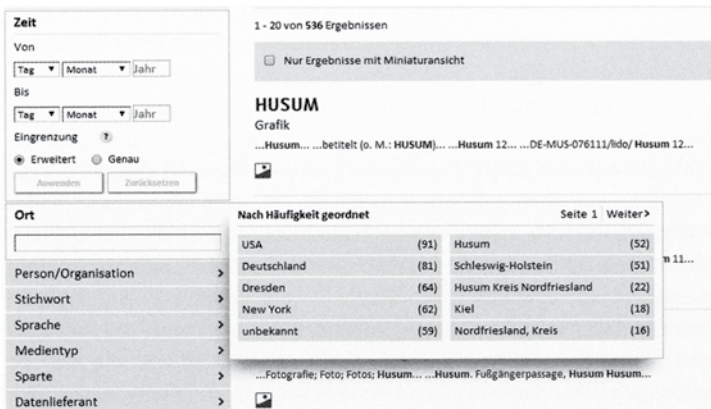 Zeit
Von
Tag Monat Jahr
Bis
Tag Monat Jahr
Eingrenzung ?
Erweitert Genau
Anwenden Zurücksetzen
Ort
Person/Organisation >
Stichwort >
Sprache >
Medientyp >
Sparte >
Datenlieferant >
1 - 20 von 536 Ergebnissen
Nur Ergebnisse mit Miniaturansicht
HUSUM
Grafik
...Husum... ...betitelt (o. M.: HUSUM)... ...Husum 12... ...DE-MUS-076111/lido/ Husum 12...
Nach Häufigkeit geordnet Seite 1 Weiter>
USA (91) Husum (52)
Deutschland (81) Schleswig-Holstein (51)
Dresden (64) Husum Kreis Nordfriesland (22)
New York (62) Kiel (18)
unbekannt (59) Nordfriesland, Kreis (16)
11...
...Fotografie; Foto; Fotos; Husum... ...Husum. Fußgängerpassage, Husum Husum...